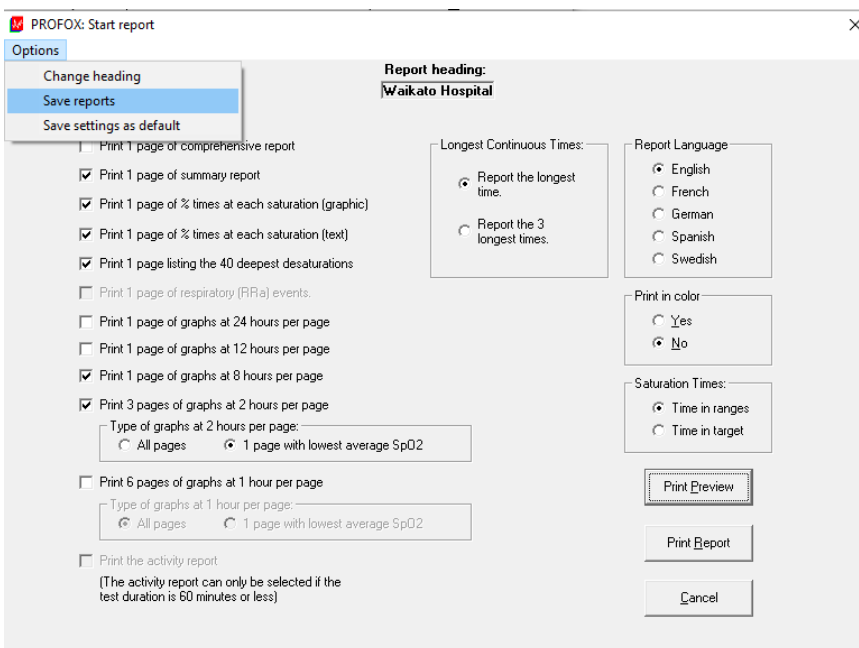 PROFOX: Start report
Options
Change heading
Save reports
Save settings as default
Report heading:
Waikato Hospital
Print 1 page of comprehensive report
Print 1 page of summary report
Print 1 page of % times at each saturation (graphic)
Print 1 page of % times at each saturation (text)
Print 1 page listing the 40 deepest desaturations
Print 1 page of respiratory (RRa) events.
Print 1 page of graphs at 24 hours per page
Print 1 page of graphs at 12 hours per page
Print 1 page of graphs at 8 hours per page
Print 3 pages of graphs at 2 hours per page
Type of graphs at 2 hours per page:
All pages 1 page with lowest average SpO2
Print 6 pages of graphs at 1 hour per page
Type of graphs at 1 hour per page:
All pages 1 page with lowest average SpO2
Print the activity report
(The activity report can only be selected if the
test duration is 60 minutes or less)
Longest Continuous Times:
Report the longest
time.
Report the 3
longest times.
Report Language
English
French
German
Spanish
Swedish
Print in color
Yes
No
Saturation Times:
Time in ranges
Time in target
Print Preview
Print Report
Cancel